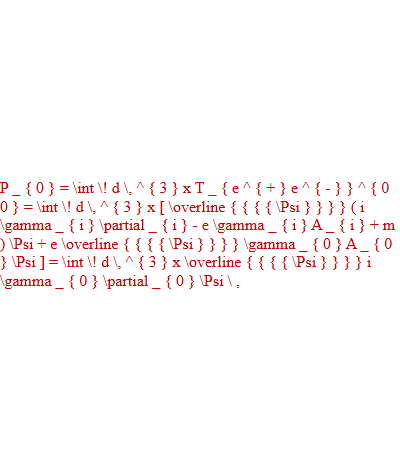 P _ { 0 } = \int \! d \, ^ { 3 } x T _ { e ^ { + } e ^ { - } } ^ { 0
0 } = \int \! d \, ^ { 3 } x [ \overline { { { { \Psi } } } } ( i
\gamma _ { i } \partial _ { i } - e \gamma _ { i } A _ { i } + m
) \Psi + e \overline { { { { \Psi } } } } \gamma _ { 0 } A _ { 0
} \Psi ] = \int \! d \, ^ { 3 } x \overline { { { { \Psi } } } } i
\gamma _ { 0 } \partial _ { 0 } \Psi \ ,